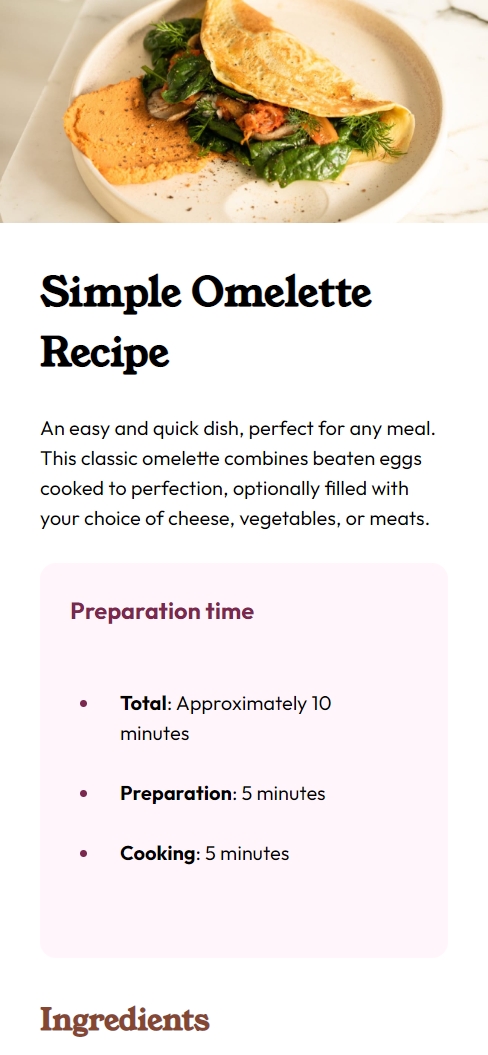 Simple Omelette
Recipe
An easy and quick dish, perfect for any meal.
This classic omelette combines beaten eggs
cooked to perfection, optionally filled with
your choice of cheese, vegetables, or meats.
Preparation time
• Total: Approximately 10
minutes
• Preparation: 5 minutes
• Cooking: 5 minutes
Ingredients